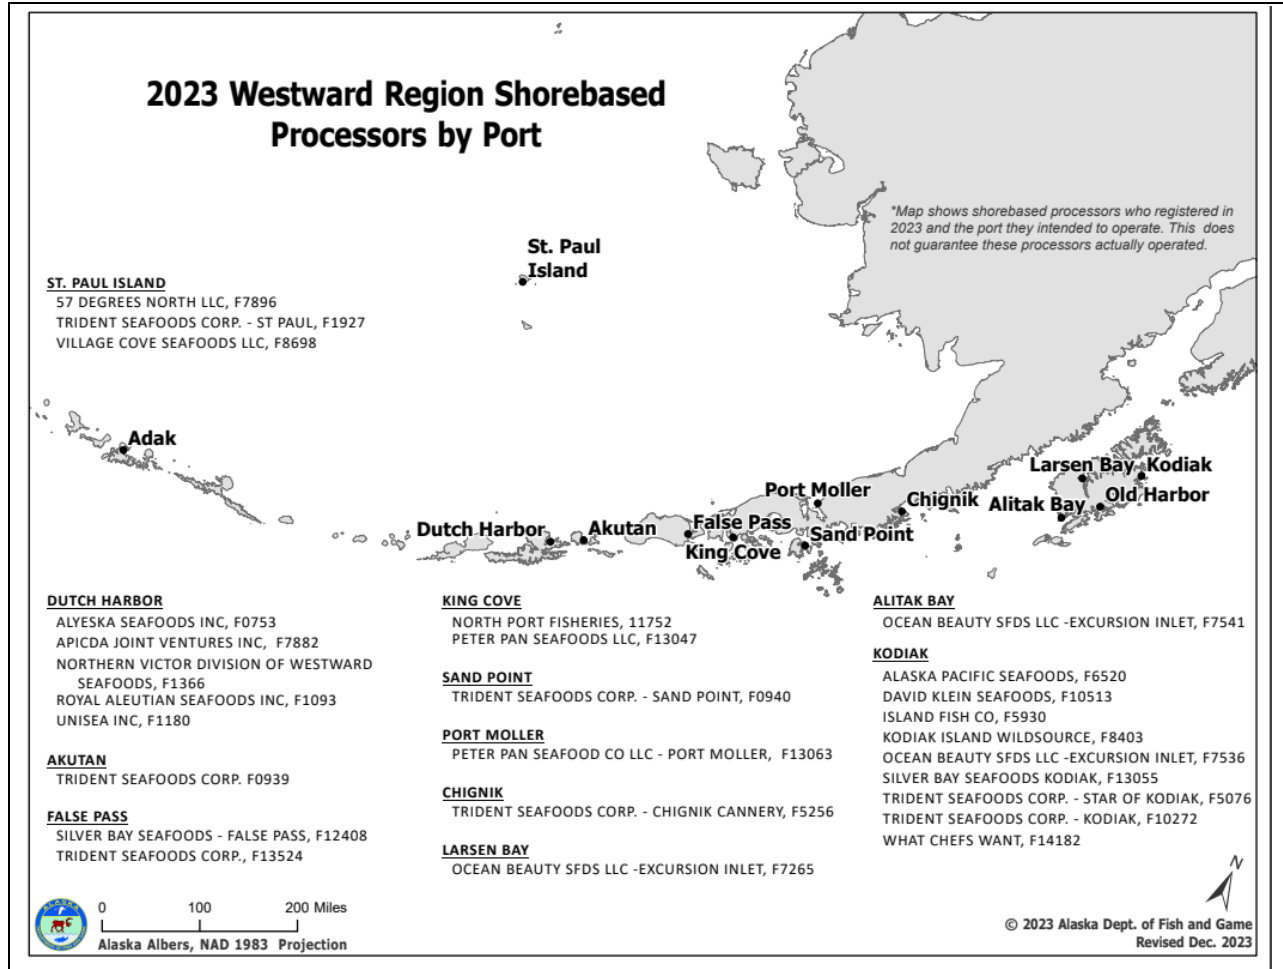 2023 Westward Region Shorebased
Processors by Port
*Map shows shorebased processors who registered in
2023 and the port they intended to operate. This does
not guarantee these processors actually operated.
St. Paul
Island
ST. PAUL ISLAND
57 DEGREES NORTH LLC, F7896
TRIDENT SEAFOODS CORP. - ST PAUL, F1927
VILLAGE COVE SEAFOODS LLC, F8698
Adak
Larsen Bay
Kodiak
Port Moller
Chignik
Alitak Bay
Old Harbor
Dutch Harbor
Akutan
False Pass
Sand Point
King Cove
DUTCH HARBOR
ALYESKA SEAFOODS INC, F0753
APICDA JOINT VENTURES INC, F7882
NORTHERN VICTOR DIVISION OF WESTWARD
SEAFOODS, F1366
ROYAL ALEUTIAN SEAFOODS INC, F1093
UNISEA INC, F1180
AKUTAN
TRIDENT SEAFOODS CORP. F0939
FALSE PASS
SILVER BAY SEAFOODS - FALSE PASS, F12408
TRIDENT SEAFOODS CORP., F13524
KING COVE
NORTH PORT FISHERIES, 11752
PETER PAN SEAFOODS LLC, F13047
SAND POINT
TRIDENT SEAFOODS CORP. - SAND POINT, F0940
PORT MOLLER
PETER PAN SEAFOOD CO LLC - PORT MOLLER, F13063
CHIGNIK
TRIDENT SEAFOODS CORP. - CHIGNIK CANNERY, F5256
LARSEN BAY
OCEAN BEAUTY SFDS LLC -EXCURSION INLET, F7265
ALITAK BAY
OCEAN BEAUTY SFDS LLC -EXCURSION INLET, F7541
KODIAK
ALASKA PACIFIC SEAFOODS, F6520
DAVID KLEIN SEAFOODS, F10513
ISLAND FISH CO, F5930
KODIAK ISLAND WILDSOURCE, F8403
OCEAN BEAUTY SFDS LLC -EXCURSION INLET, F7536
SILVER BAY SEAFOODS KODIAK, F13055
TRIDENT SEAFOODS CORP. - STAR OF KODIAK, F5076
TRIDENT SEAFOODS CORP. - KODIAK, F10272
WHAT CHEFS WANT, F14182
N
ALASKA
0 100 200 Miles
Alaska Albers, NAD 1983 Projection
© 2023 Alaska Dept. of Fish and Game
Revised Dec. 2023